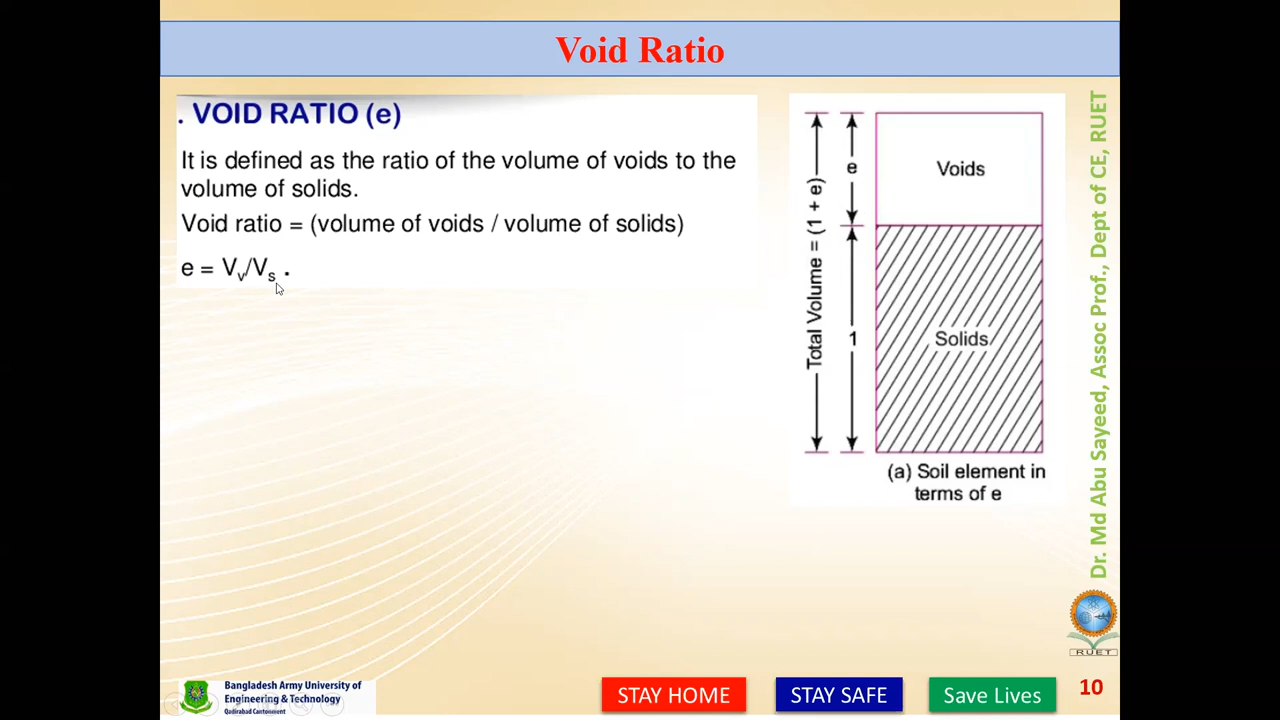 Void Ratio
. VOID RATIO (e)
It is defined as the ratio of the volume of voids to the
volume of solids.
Void ratio = (volume of voids / volume of solids)
e = Vv/Vs .
Total Volume = (1 + e)
e
1
Voids
Solids
(a) Soil element in
terms of e
Dr. Md Abu Sayeed, Assoc Prof., Dept of CE, RUET
RUET
Bangladesh Army University of
Engineering & Technology
Qadirabad Cantonment
STAY HOME
STAY SAFE
Save Lives
10